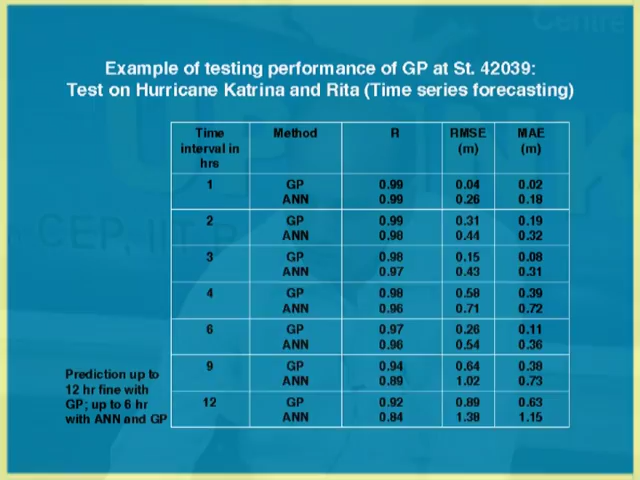 Centre
Example of testing performance of GP at St. 42039:
Test on Hurricane Katrina and Rita (Time series forecasting)
Time interval in hrs Method R RMSE (m) MAE (m)
1 GP 0.99 0.04 0.02
ANN 0.99 0.26 0.18
2 GP 0.99 0.31 0.19
ANN 0.98 0.44 0.32
3 GP 0.98 0.15 0.08
ANN 0.97 0.43 0.31
4 GP 0.98 0.58 0.39
ANN 0.96 0.71 0.72
6 GP 0.97 0.26 0.11
ANN 0.96 0.54 0.36
9 GP 0.94 0.64 0.38
ANN 0.89 1.02 0.73
12 GP 0.92 0.89 0.63
ANN 0.84 1.38 1.15
Prediction up to
12 hr fine with
GP; up to 6 hr
with ANN and GP
CEP, IIT